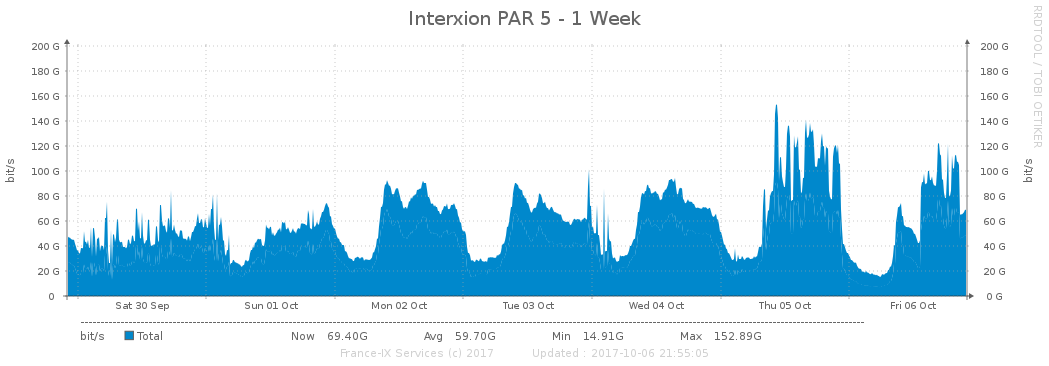 Interxion PAR 5 - 1 Week
RRDTOOL / TOBI OETIKER
200 G 200 G
180 G 180 G
160 G 160 G
140 G 140 G
120 G 120 G
100 G 100 G
80 G 80 G
60 G 60 G
40 G 40 G
20 G 20 G
0 0 G
bit/s
bit/s
Sat 30 Sep Sun 01 Oct Mon 02 Oct Tue 03 Oct Wed 04 Oct Thu 05 Oct Fri 06 Oct
bit/s Total Now 69.40G Avg 59.70G Min 14.91G Max 152.89G
France-IX Services (c) 2017 Updated : 2017-10-06 21:55:05